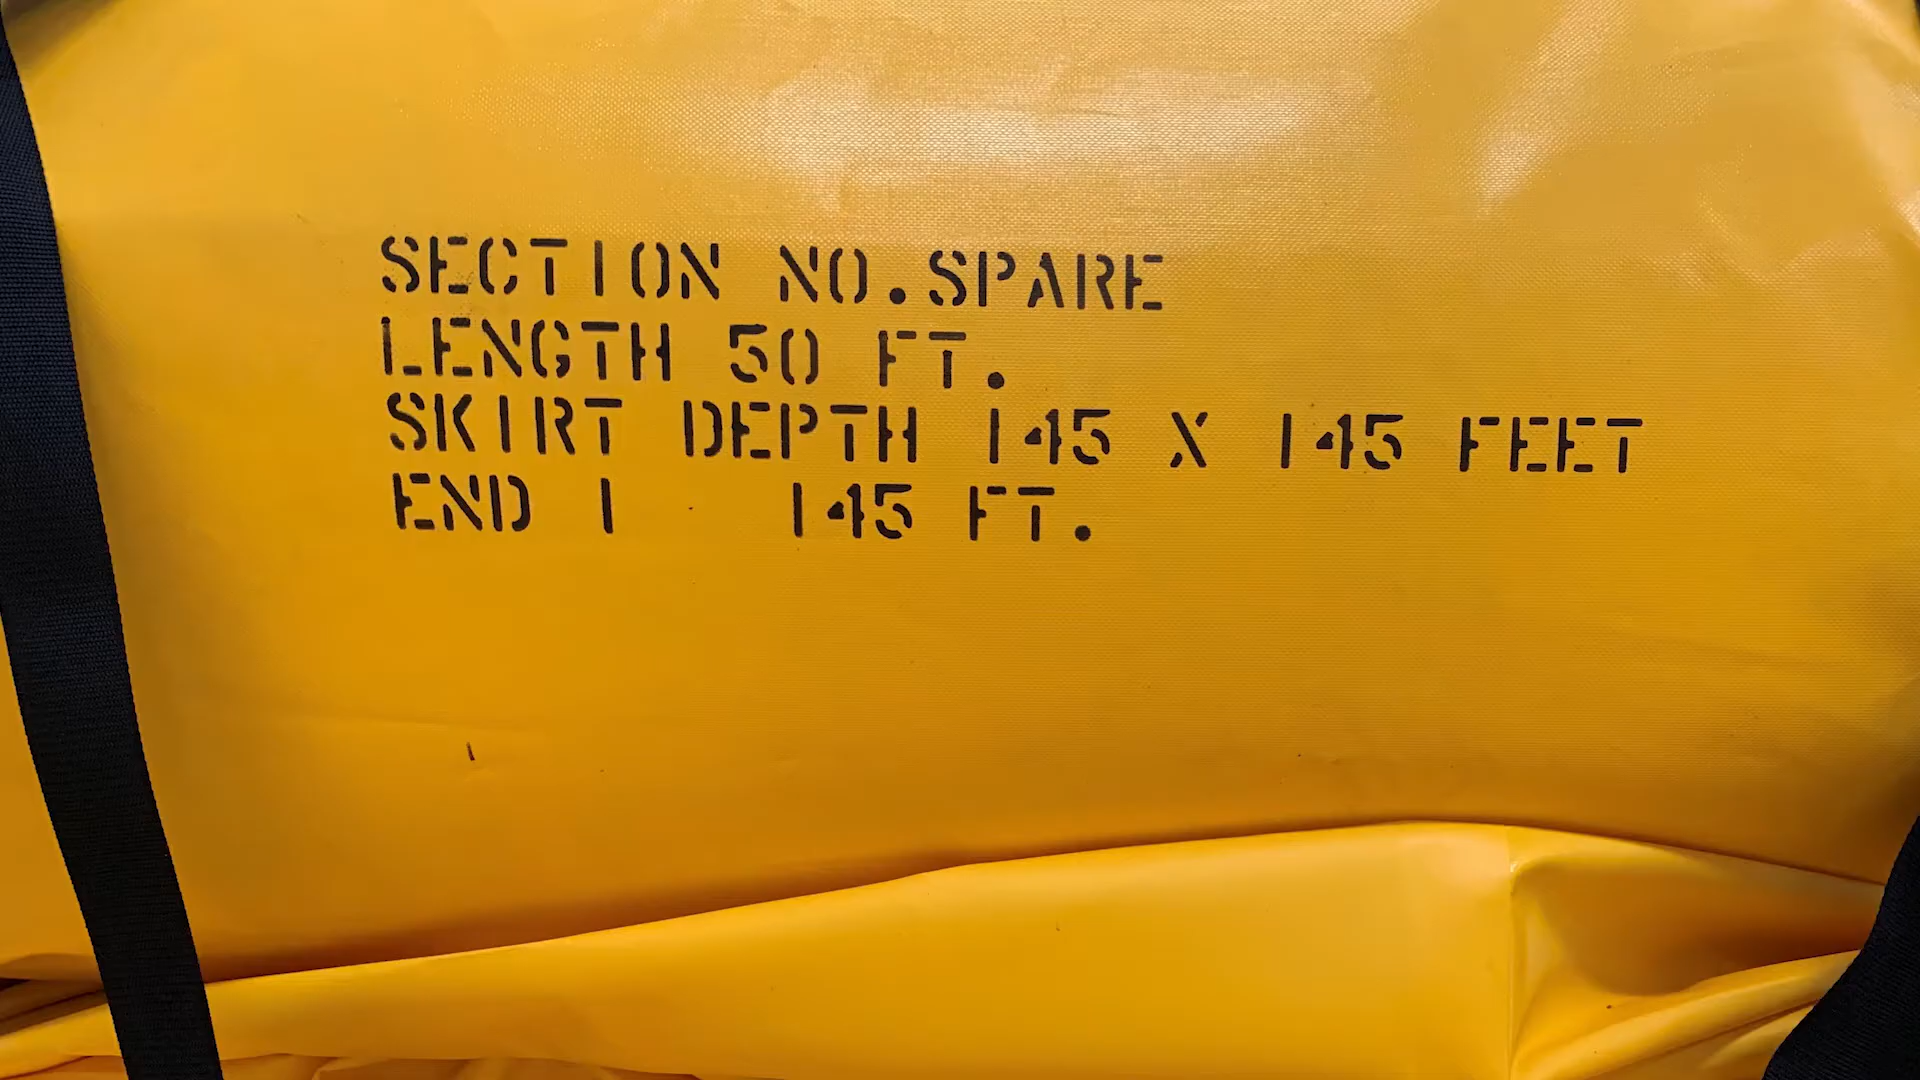 SECTION NO. SPARE
LENGTH 50 FT.
SKIRT DEPTH 145 X 145 FEET
END 1 145 FT.